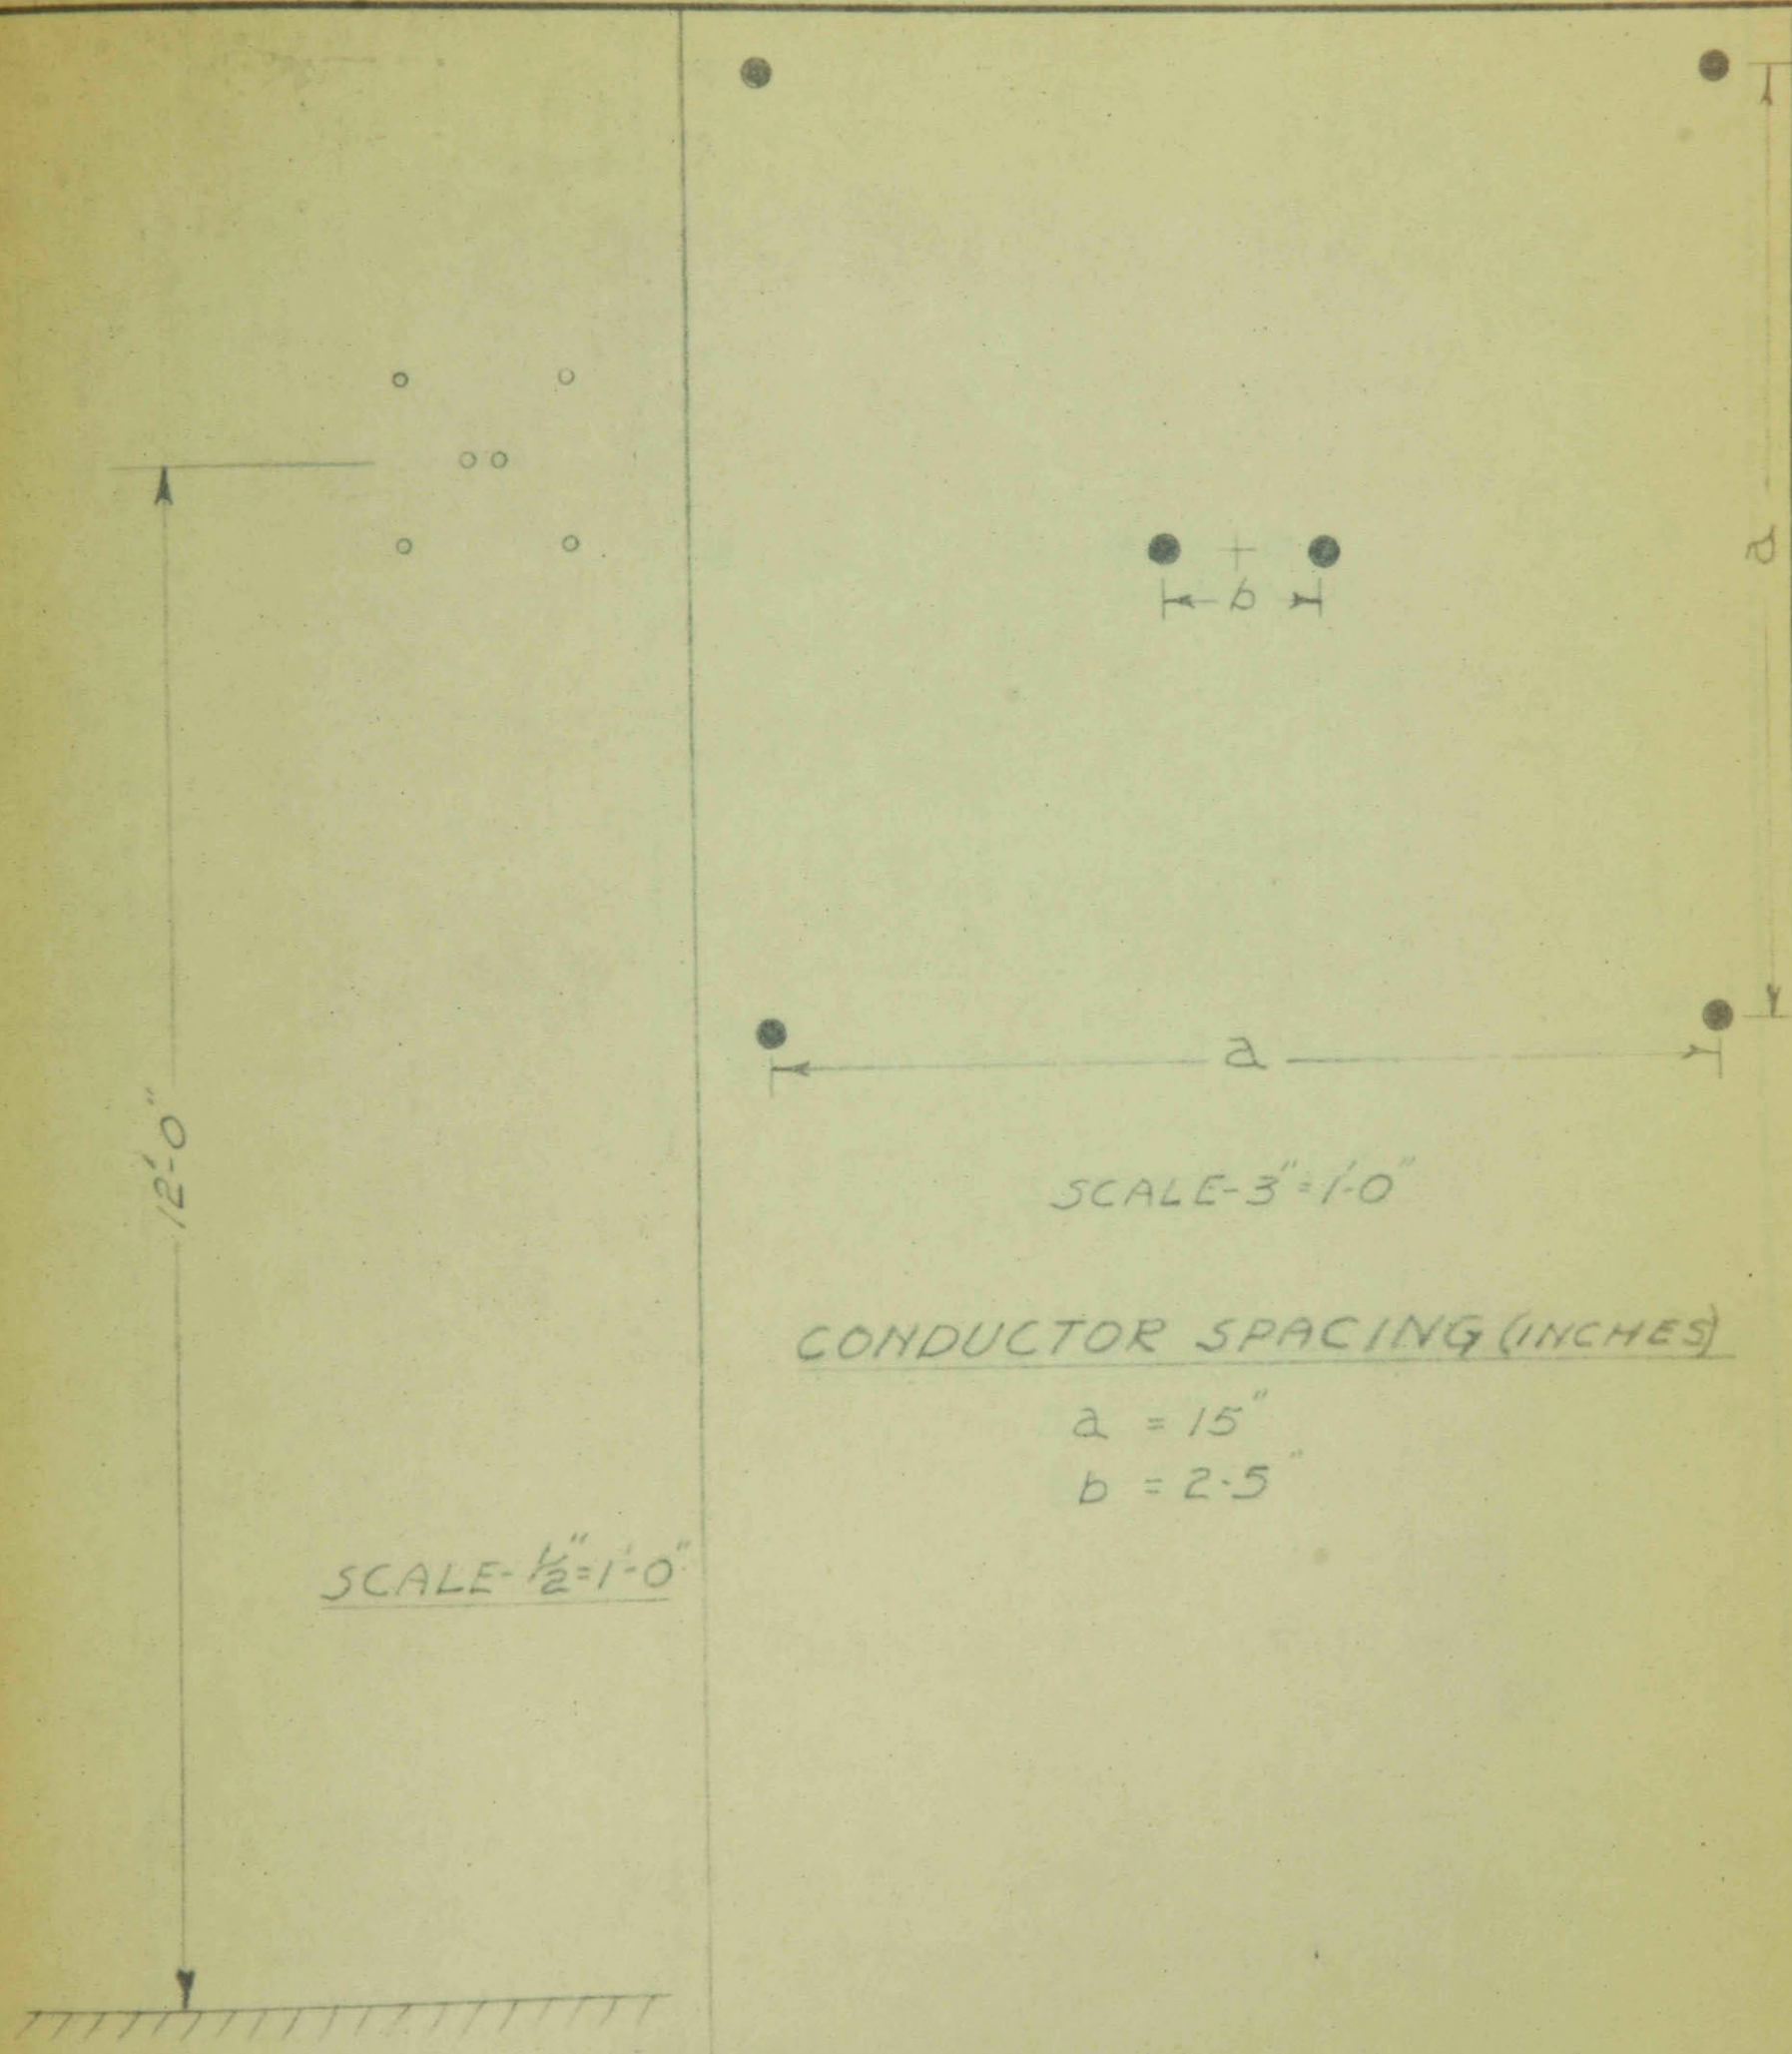 12'-0"
SCALE-½"=1'-0"
b
a
a
SCALE-3"=1'-0"
CONDUCTOR SPACING (INCHES)
a = 15"
b = 2.5"